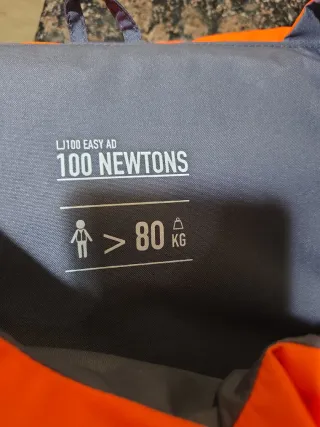 LJ100 EASY AD
100 NEWTONS
> 80 KG